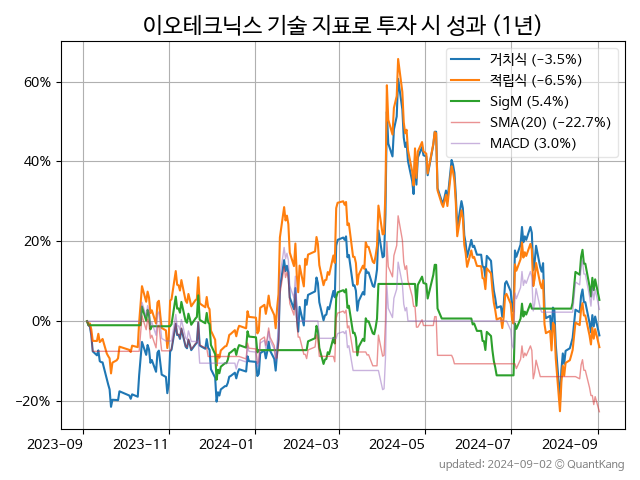 이오테크닉스 기술 지표로 투자 시 성과 (1년)
거치식 (−3.5%)
적립식 (−6.5%)
SigM (5.4%)
SMA(20) (−22.7%)
MACD (3.0%)
60%
40%
20%
0%
−20%
2023-09 2023-11 2024-01 2024-03 2024-05 2024-07 2024-09
updated: 2024-09-02 © QuantKang